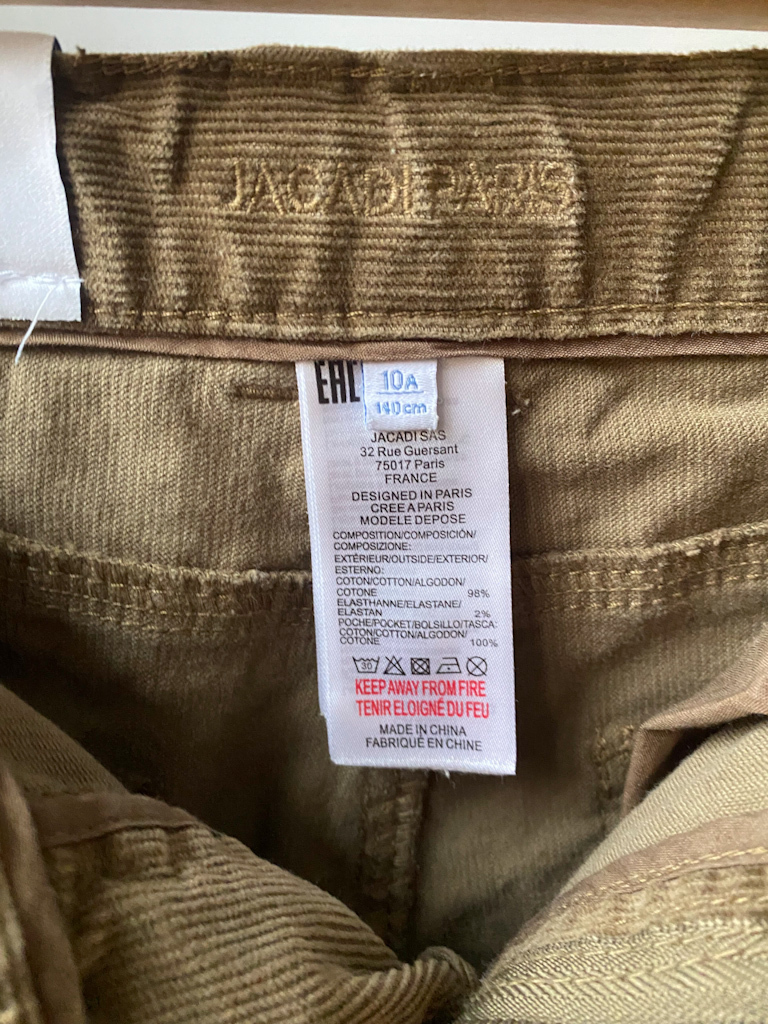 JACADI PARIS
EAC
10A
140 cm
JACADI SAS
32 Rue Guersant
75017 Paris
FRANCE
DESIGNED IN PARIS
CREE A PARIS
MODELE DEPOSE
COMPOSITION/COMPOSICIÓN/
COMPOSIZIONE:
EXTÉRIEUR/OUTSIDE/EXTERIOR/
ESTERNO:
COTON/COTTON/ALGODON/
COTONE 98%
ELASTHANNE/ELASTANE/
ELASTAN 2%
POCHE/POCKET/BOLSILLO/TASCA:
COTON/COTTON/ALGODON/
COTONE 100%
30
KEEP AWAY FROM FIRE
TENIR ELOIGNÉ DU FEU
MADE IN CHINA
FABRIQUÉ EN CHINE